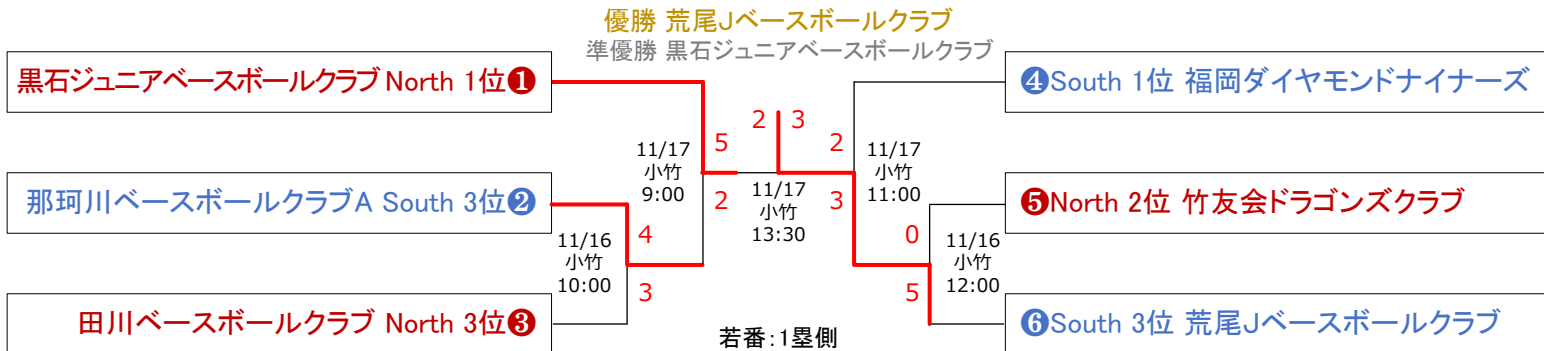 優勝 荒尾Jベースボールクラブ
準優勝 黒石ジュニアベースボールクラブ
黒石ジュニアベースボールクラブ North 1位❶
❹South 1位 福岡ダイヤモンドナイナーズ
2 3
5
2
11/17
小竹
9:00
11/17
小竹
11:00
那珂川ベースボールクラブA South 3位❷
❺North 2位 竹友会ドラゴンズクラブ
2
11/17
小竹
13:30
3
4
0
11/16
小竹
10:00
11/16
小竹
12:00
3
5
田川ベースボールクラブ North 3位❸
❻South 3位 荒尾Jベースボールクラブ
若番：1塁側